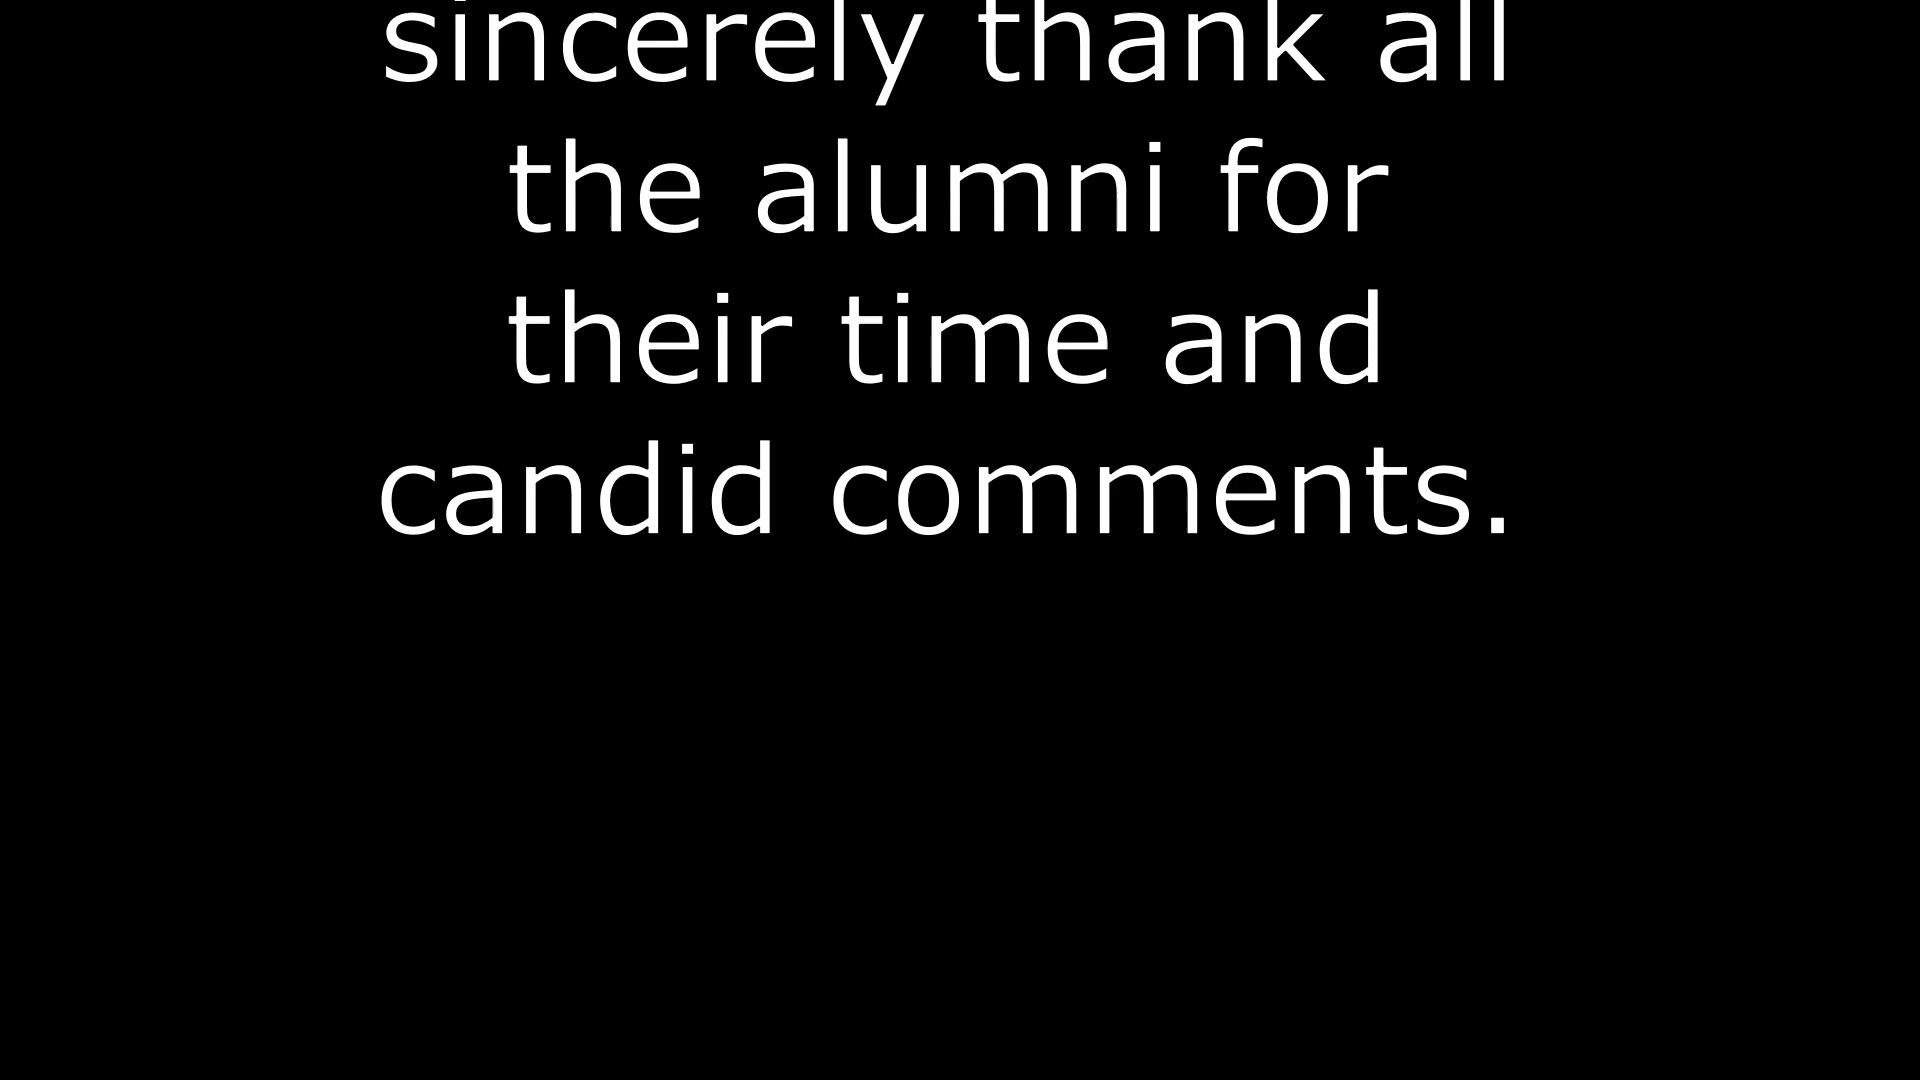 sincerely thank all
the alumni for
their time and
candid comments.